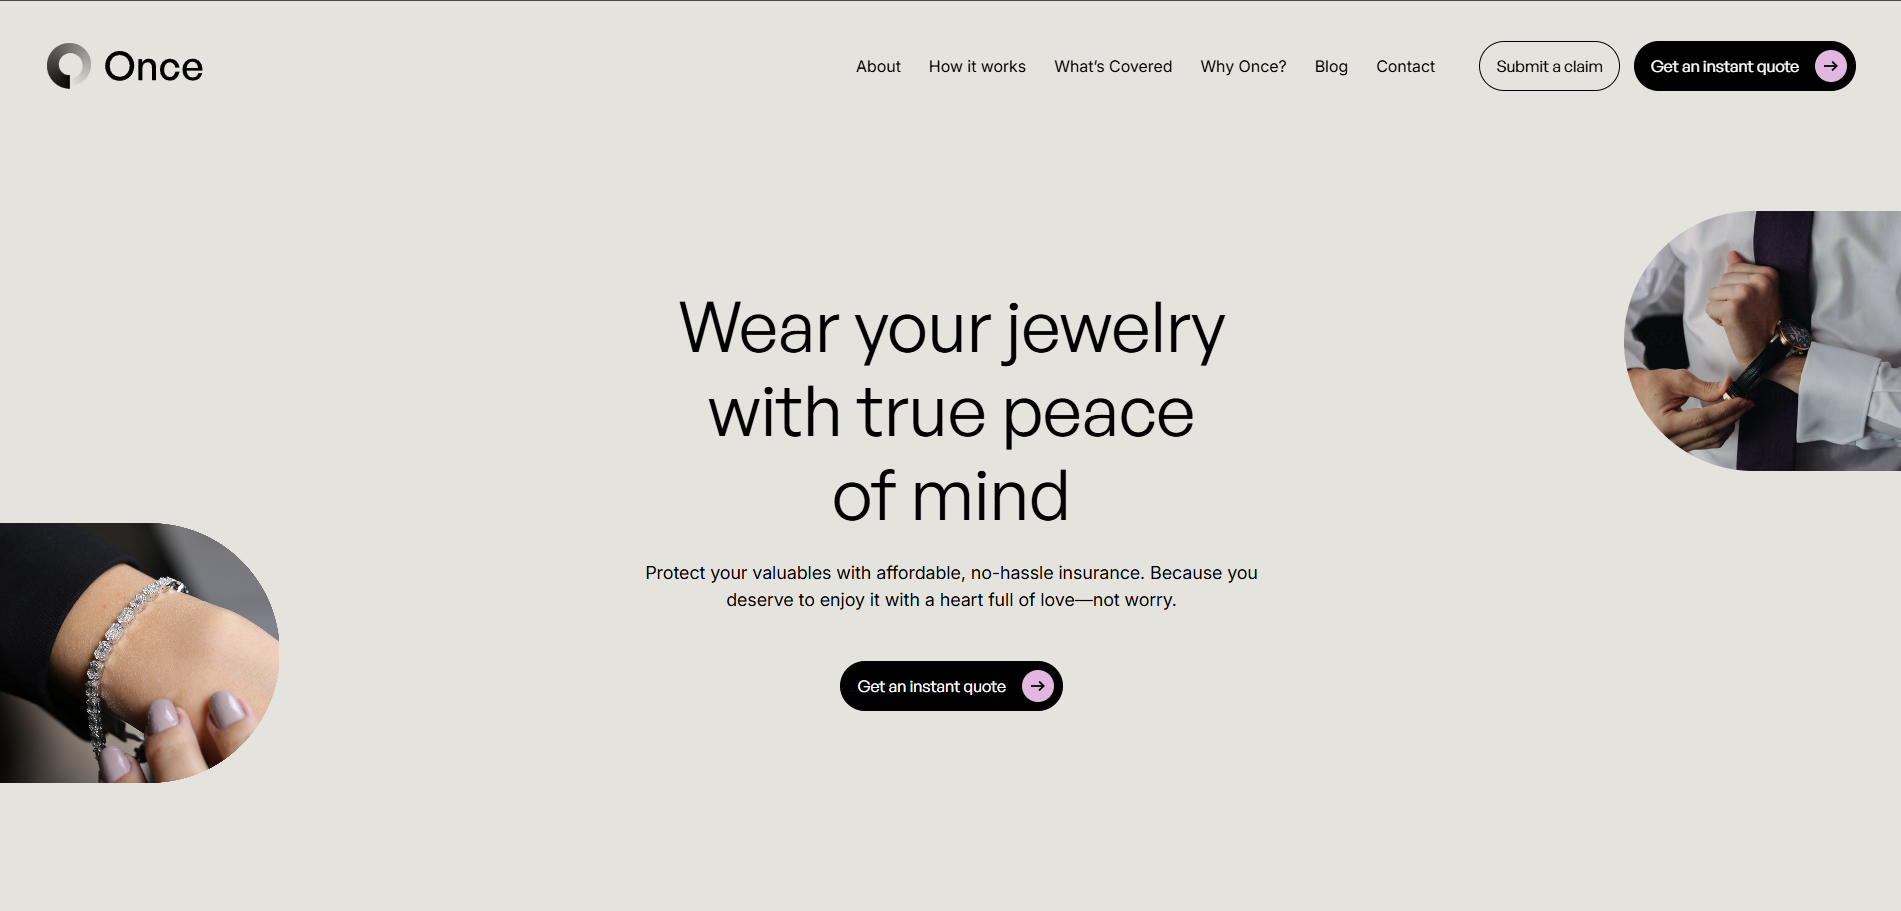 Once
About
How it works
What’s Covered
Why Once?
Blog
Contact
Submit a claim
Get an instant quote
Wear your jewelry
with true peace
of mind
Protect your valuables with affordable, no-hassle insurance. Because you
deserve to enjoy it with a heart full of love—not worry.
Get an instant quote